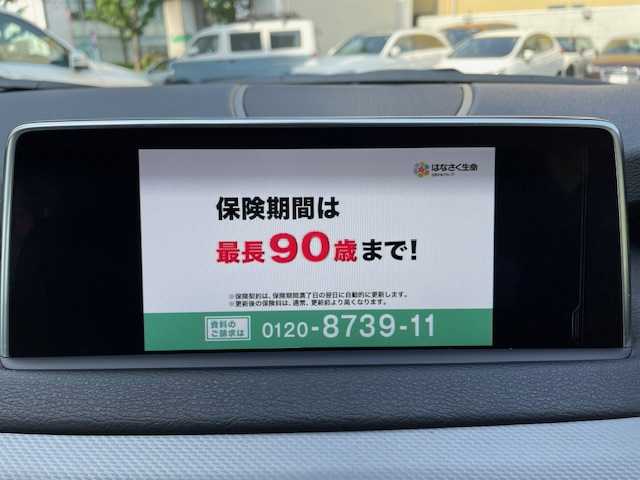 はなさく生命
保険期間は
最長90歳まで!
※保険契約は、保険期間満了日の翌日に自動的に更新します。
※更新後の保険料は、通常、更新前より高くなります。
資料の
ご請求は
0120-8739-11